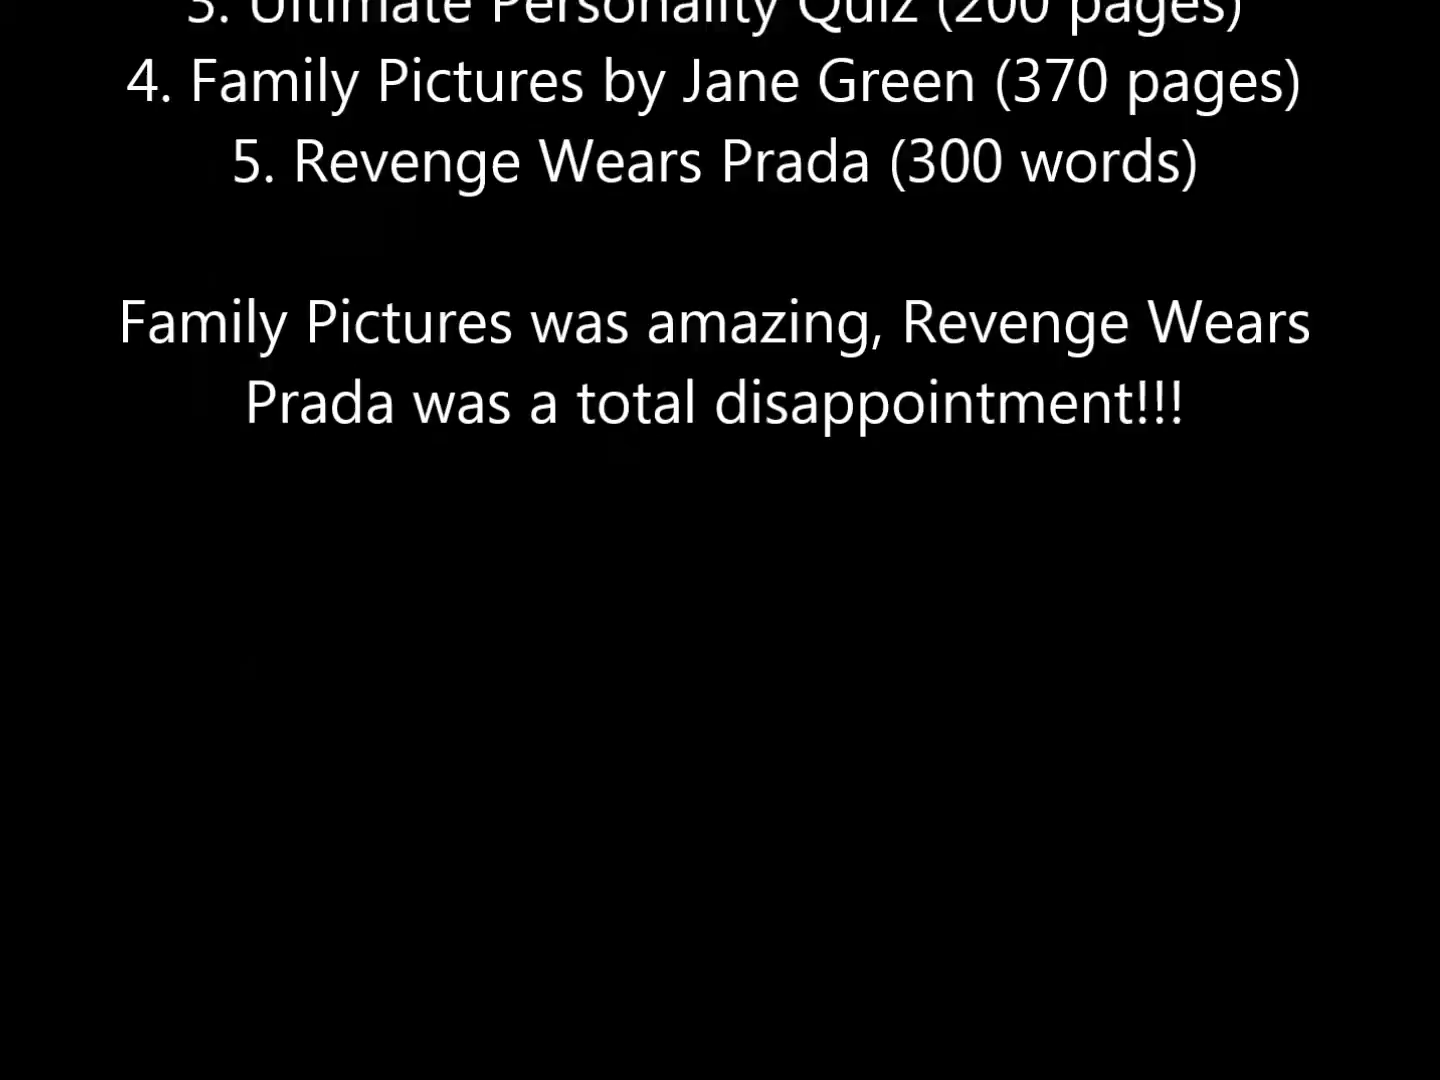 3. Ultimate Personality Quiz (200 pages)
4. Family Pictures by Jane Green (370 pages)
5. Revenge Wears Prada (300 words)
Family Pictures was amazing, Revenge Wears
Prada was a total disappointment!!!